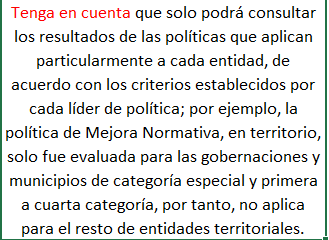 Tenga en cuenta que solo podrá consultar
los resultados de las políticas que aplican
particularmente a cada entidad, de
acuerdo con los criterios establecidos por
cada líder de política; por ejemplo, la
política de Mejora Normativa, en territorio,
solo fue evaluada para las gobernaciones y
municipios de categoría especial y primera
a cuarta categoría, por tanto, no aplica
para el resto de entidades territoriales.